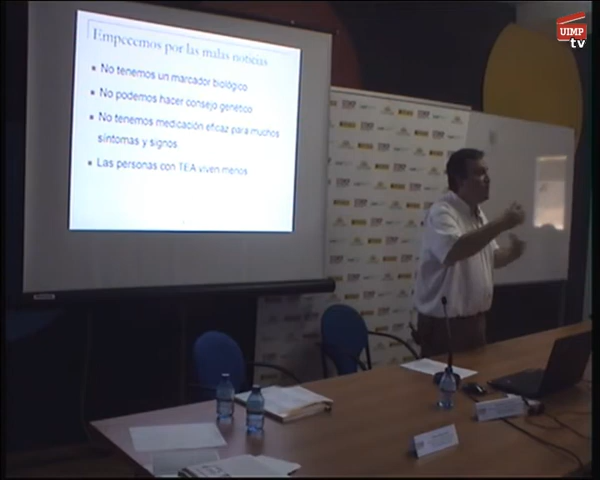 Empecemos por las malas noticias
No tenemos un marcador biológico
No podemos hacer consejo genético
No tenemos medicación eficaz para muchos
síntomas y signos
Las personas con TEA viven menos
UIMP
tv